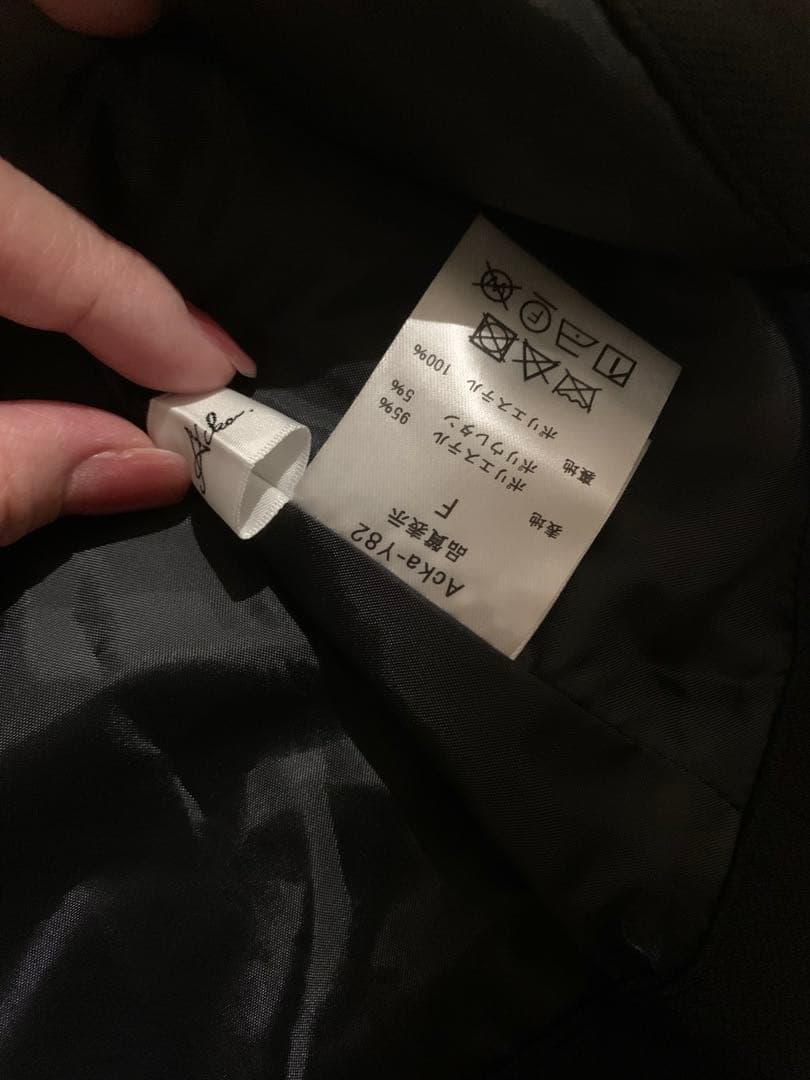 Acka-Y82
品質表示
F
表地 ポリエステル 95%
ポリウレタン 5%
裏地 ポリエステル 100%
F
W